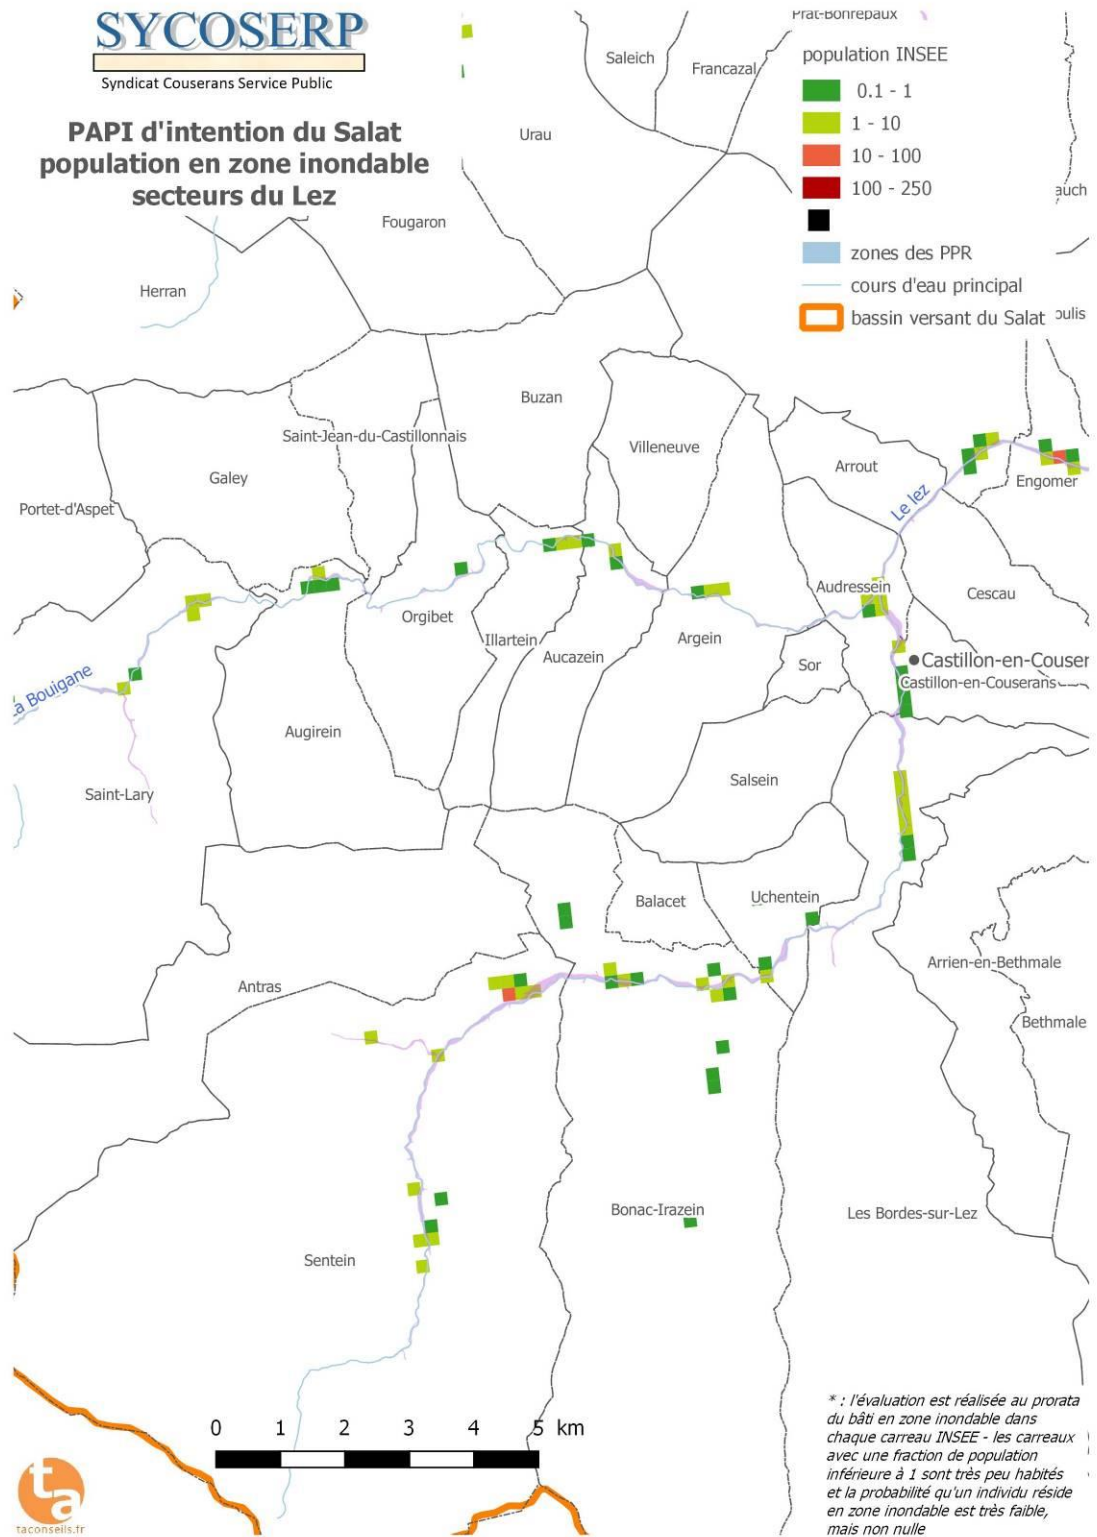 SYCOSERP
Syndicat Couserans Service Public
PAPI d'intention du Salat
population en zone inondable
secteurs du Lez
Prat-Bonrepaux
population INSEE
0.1 - 1
1 - 10
10 - 100
100 - 250
zones des PPR
cours d'eau principal
bassin versant du Salat
auch
oulis
Saleich
Francazal
Urau
Fougaron
Herran
Buzan
Saint-Jean-du-Castillonnais
Villeneuve
Galey
Arrout
Engomer
Portet-d'Aspet
Le lez
Audressein
Cescau
Orgibet
Illartein
Aucazein
Argein
Sor
Castillon-en-Couser
Castillon-en-Couserans
La Bouigane
Augirein
Salsein
Saint-Lary
Balacet
Uchentein
Arrien-en-Bethmale
Antras
Bethmale
Bonac-Irazein
Les Bordes-sur-Lez
Sentein
0 1 2 3 4 5 km
* : l'évaluation est réalisée au prorata
du bâti en zone inondable dans
chaque carreau INSEE - les carreaux
avec une fraction de population
inférieure à 1 sont très peu habités
et la probabilité qu'un individu réside
en zone inondable est très faible,
mais non nulle
ta
taconseils.fr